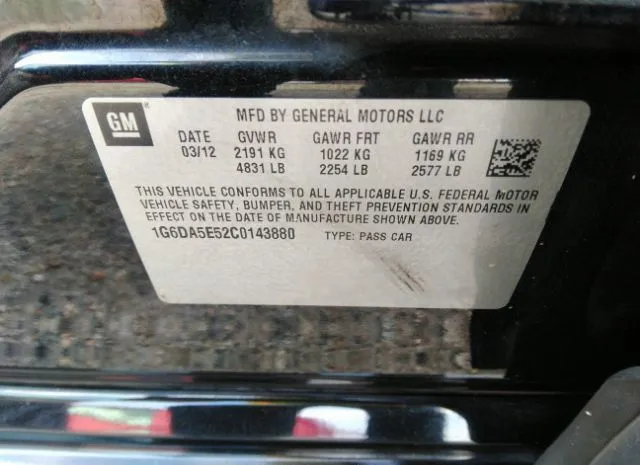 GM
MFD BY GENERAL MOTORS LLC
DATE GVWR GAWR FRT GAWR RR
03/12 2191 KG 1022 KG 1169 KG
4831 LB 2254 LB 2577 LB
THIS VEHICLE CONFORMS TO ALL APPLICABLE U.S. FEDERAL MOTOR
VEHICLE SAFETY, BUMPER, AND THEFT PREVENTION STANDARDS IN
EFFECT ON THE DATE OF MANUFACTURE SHOWN ABOVE.
1G6DA5E52C0143880 TYPE: PASS CAR